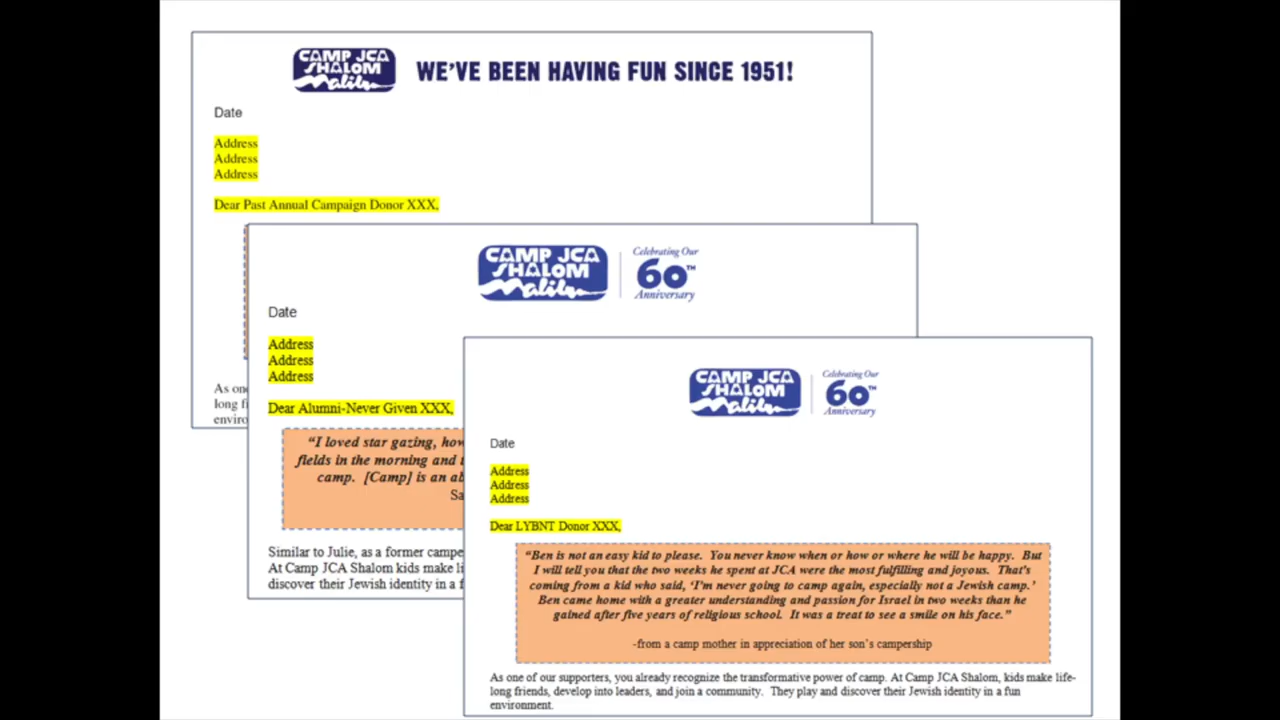 CAMP JCA
SHALOM
Malibu
WE'VE BEEN HAVING FUN SINCE 1951!
Date
Address
Address
Address
Dear Past Annual Campaign Donor XXX,
As one
long f
enviro
CAMP JCA
SHALOM
Malibu
Celebrating Our
60TH
Anniversary
Date
Address
Address
Address
Dear Alumni-Never Given XXX,
"I loved star gazing, how
fields in the morning and t
camp. [Camp] is an ab
Sa
Similar to Julie, as a former campe
At Camp JCA Shalom kids make li
discover their Jewish identity in a f
CAMP JCA
SHALOM
Malibu
Celebrating Our
60TH
Anniversary
Date
Address
Address
Address
Dear LYBNT Donor XXX,
"Ben is not an easy kid to please. You never know when or how or where he will be happy. But
I will tell you that the two weeks he spent at JCA were the most fulfilling and joyous. That's
coming from a kid who said, 'I'm never going to camp again, especially not a Jewish camp.'
Ben came home with a greater understanding and passion for Israel in two weeks than he
gained after five years of religious school. It was a treat to see a smile on his face."
-from a camp mother in appreciation of her son's campership
As one of our supporters, you already recognize the transformative power of camp. At Camp JCA Shalom, kids make life-
long friends, develop into leaders, and join a community. They play and discover their Jewish identity in a fun
environment.